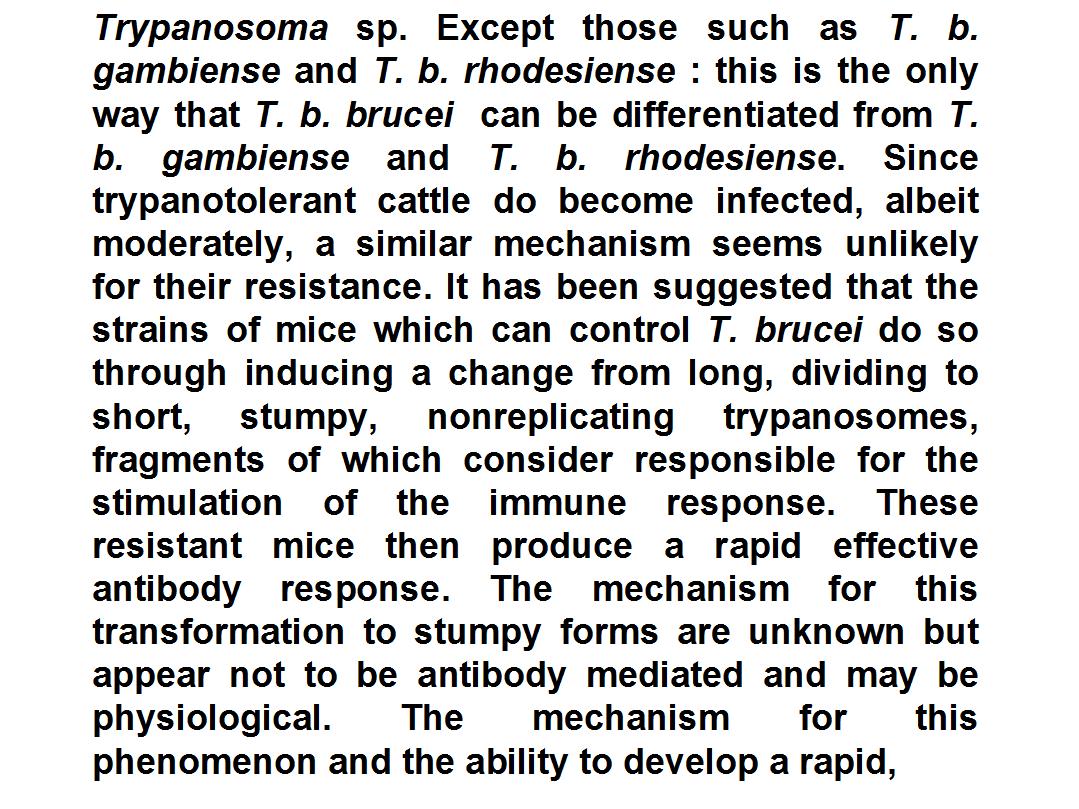 Trypanosoma sp. Except those such as T. b.
gambiense and T. b. rhodesiense : this is the only
way that T. b. brucei can be differentiated from T.
b. gambiense and T. b. rhodesiense. Since
trypanotolerant cattle do become infected, albeit
moderately, a similar mechanism seems unlikely
for their resistance. It has been suggested that the
strains of mice which can control T. brucei do so
through inducing a change from long, dividing to
short, stumpy, nonreplicating trypanosomes,
fragments of which consider responsible for the
stimulation of the immune response. These
resistant mice then produce a rapid effective
antibody response. The mechanism for this
transformation to stumpy forms are unknown but
appear not to be antibody mediated and may be
physiological. The mechanism for this
phenomenon and the ability to develop a rapid,